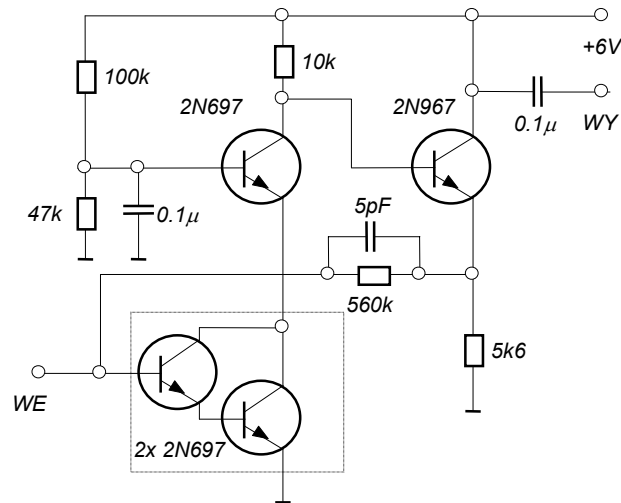 +6V
100k
10k
2N697
2N967
0.1µ
WY
47k
0.1µ
5pF
560k
5k6
WE
2x 2N697